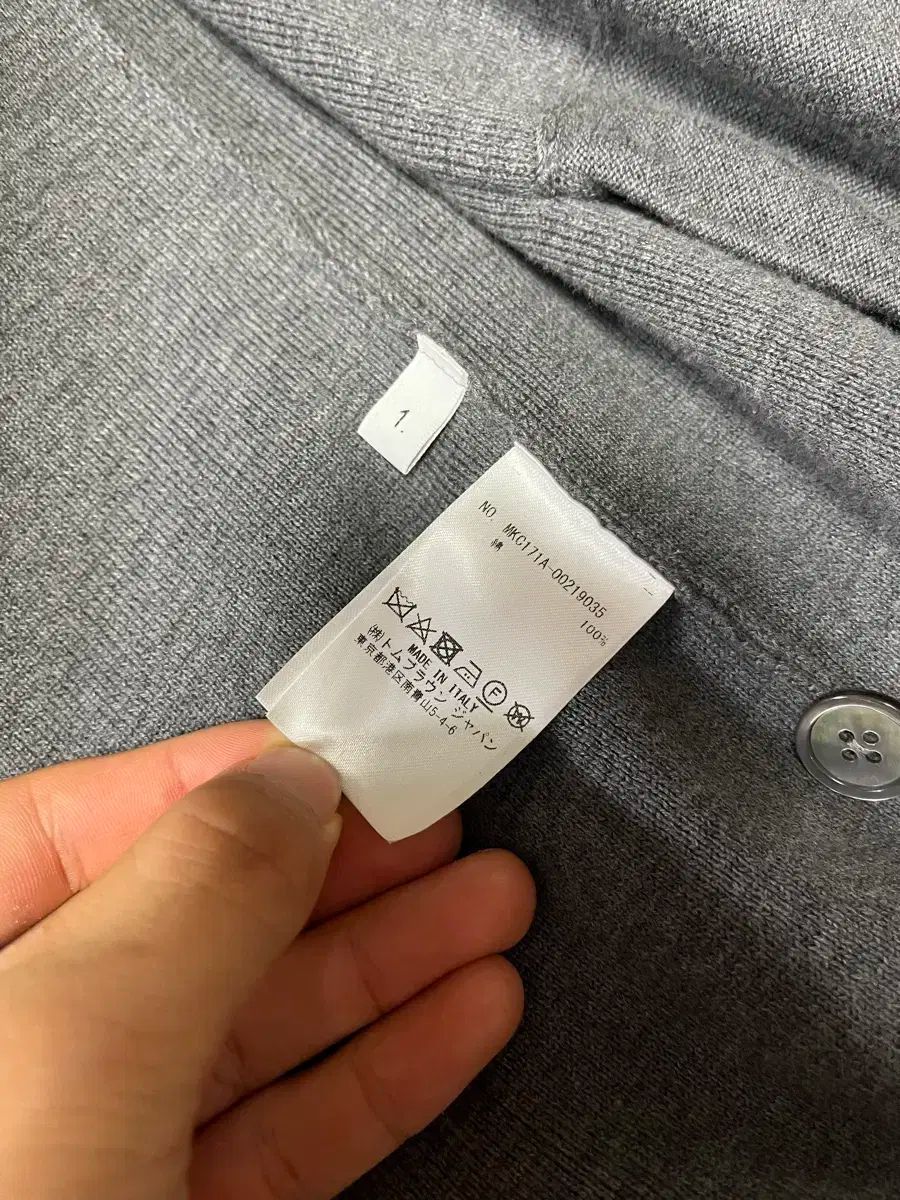 1.
NO. MKC171A-00219035
綿 100%
MADE IN ITALY
(株)トムブラウン ジャパン
東京都港区南青山5-4-6